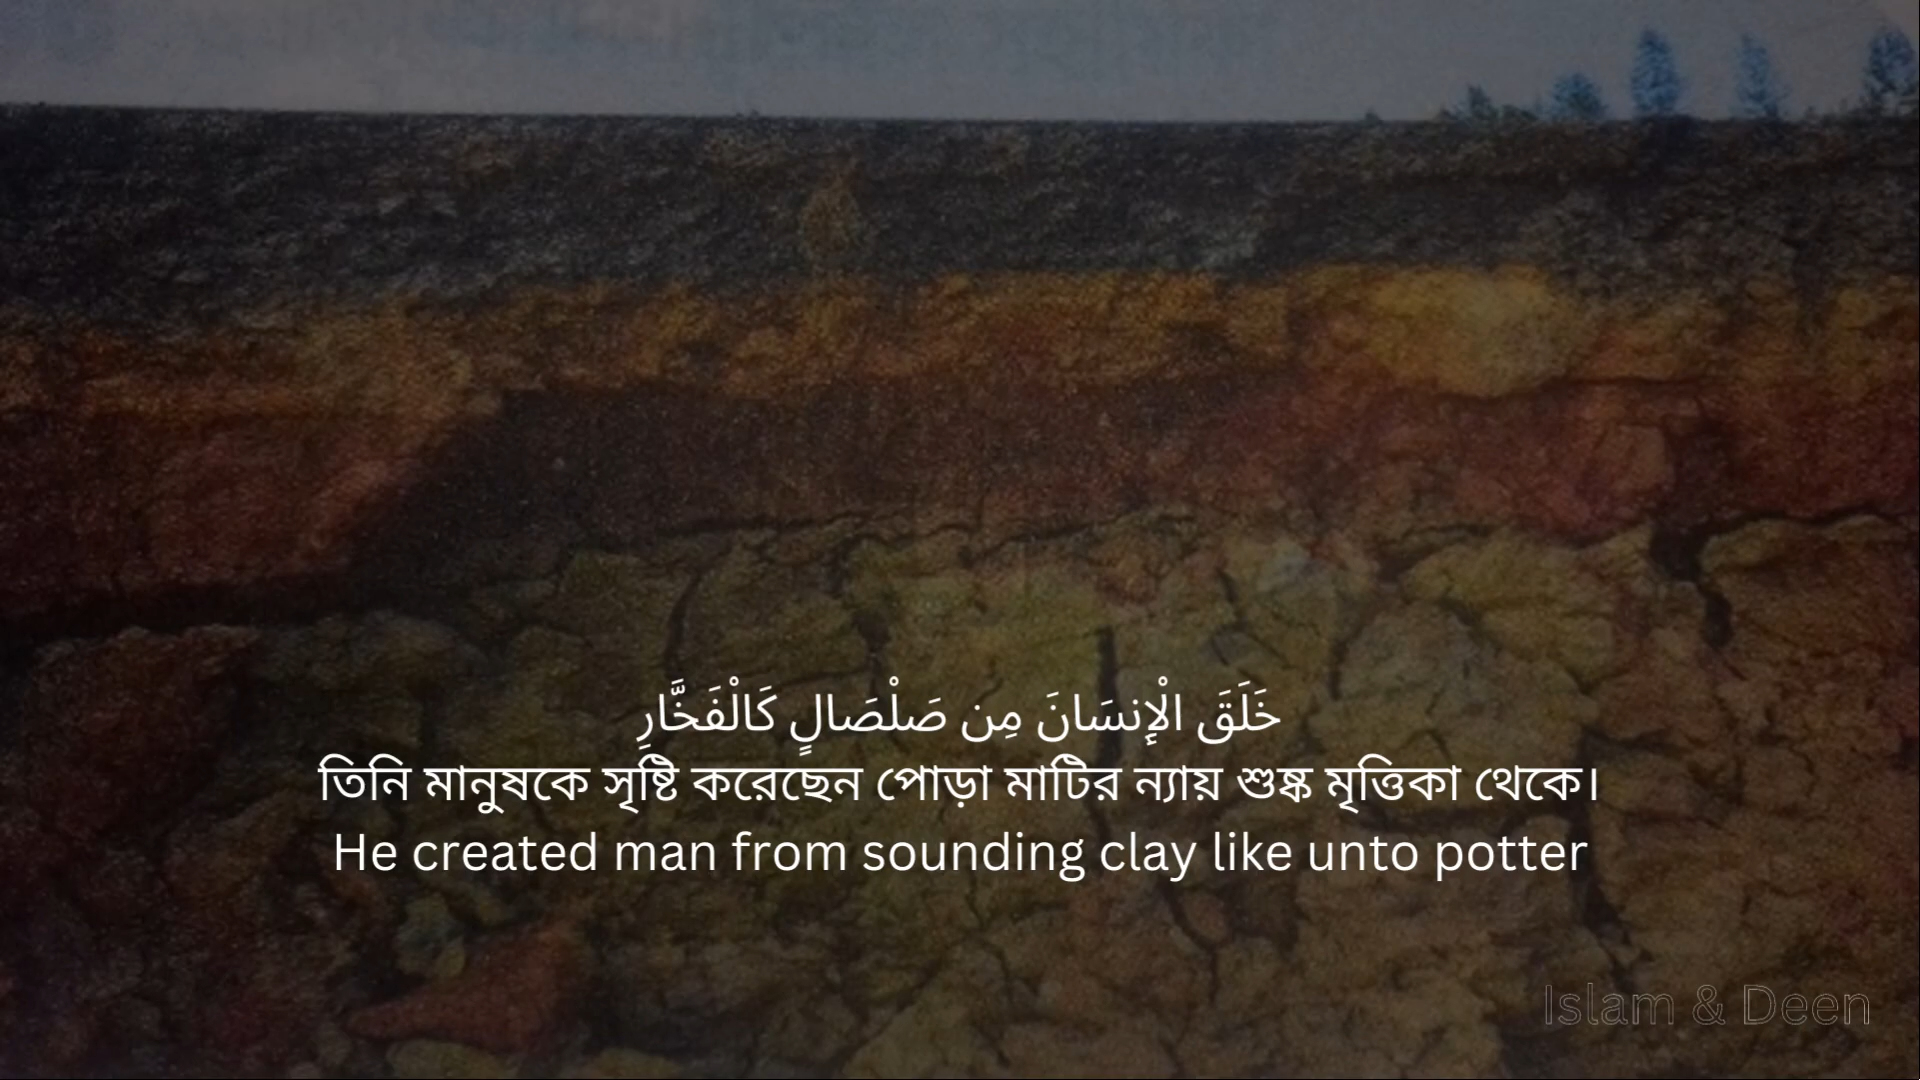 خَلَقَ الْإِنسَانَ مِن صَلْصَالٍ كَالْفَخَّارِ
তিনি মানুষকে সৃষ্টি করেছেন পোড়া মাটির ন্যায় শুষ্ক মৃত্তিকা থেকে।
He created man from sounding clay like unto potter
Islam & Deen